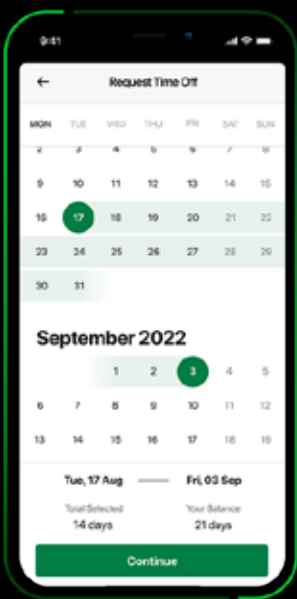 9:41
Request Time Off
MON TUE WED THU FRI SAT SUN
2 3 4 5 6 7 8
9 10 11 12 13 14 15
16 17 18 19 20 21 22
23 24 25 26 27 28 29
30 31
September 2022
1 2 3 4 5
6 7 8 9 10 11 12
13 14 15 16 17 18 19
Tue, 17 Aug Fri, 03 Sep
Total Selected Your Balance
14 days 21 days
Continue